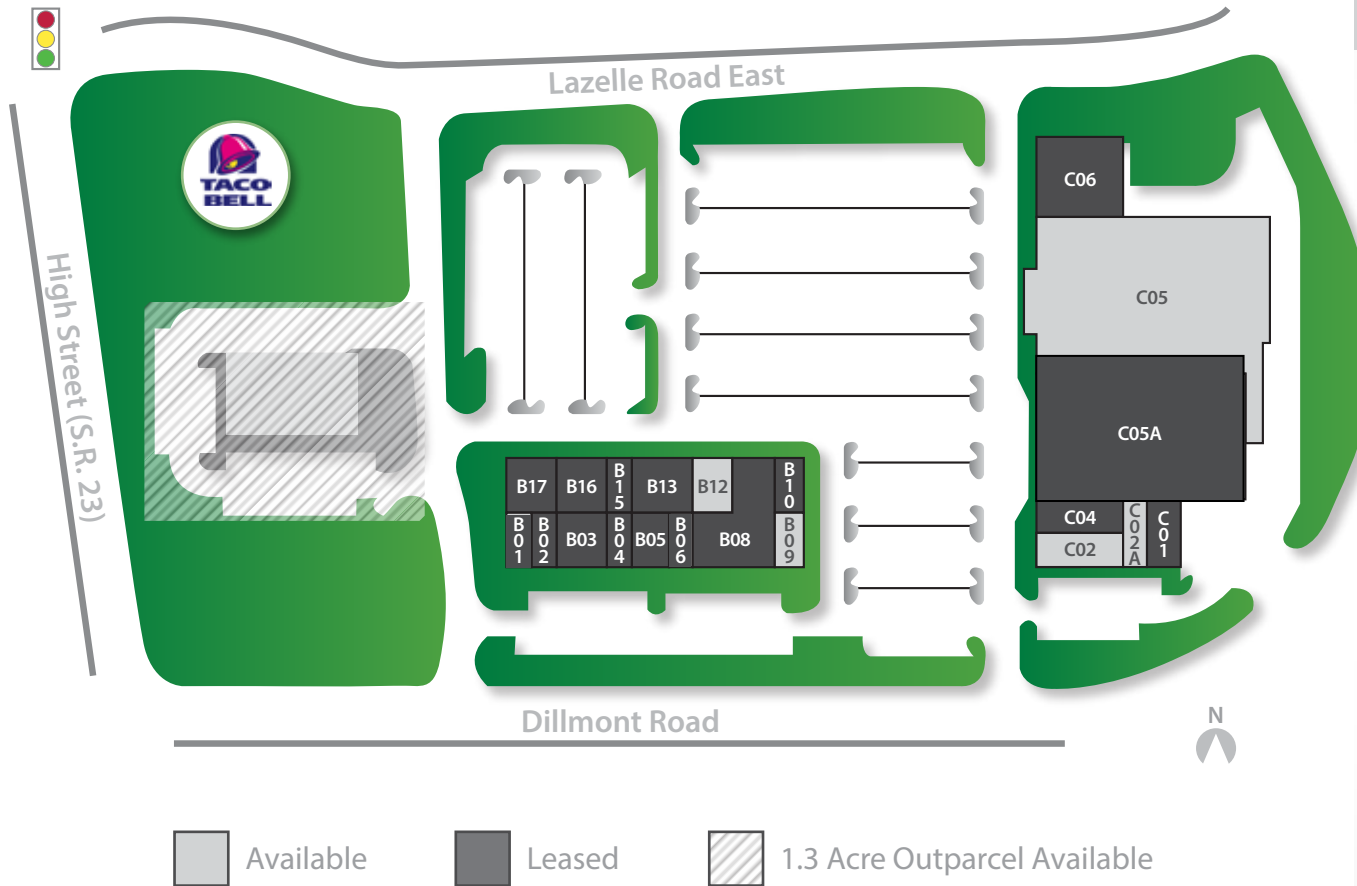 Lazelle Road East
TACO
BELL
High Street (S.R. 23)
C06
C05
C05A
B17 B16 B15 B13 B12 B10
B01 B02 B03 B04 B05 B06 B08 B09
C04
C02
C02A
C01
Dillmont Road
N
Available
Leased
1.3 Acre Outparcel Available